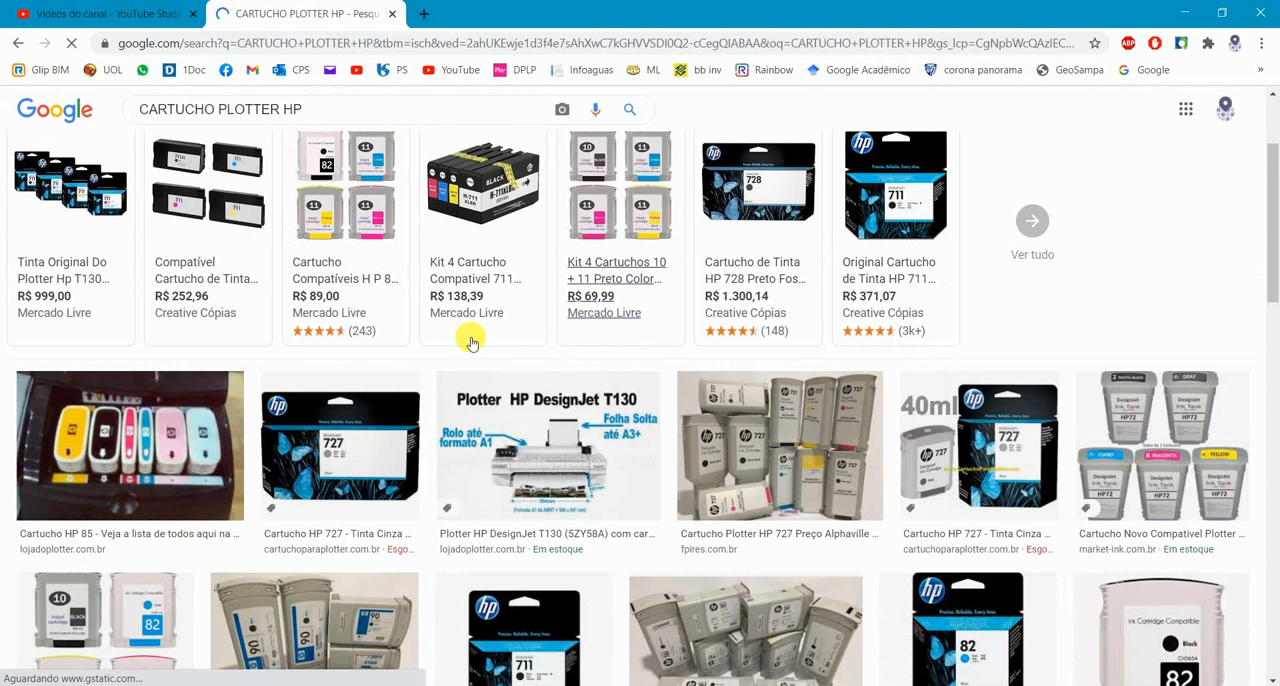 Vídeos do canal - YouTube Stud
CARTUCHO PLOTTER HP - Pesqu
google.com/search?q=CARTUCHO+PLOTTER+HP&tbm=isch&ved=2ahUKEwje1d3f4e7sAhXwC7kGHVVSDI0Q2-cCegQIABAA&oq=CARTUCHO+PLOTTER+HP&gs_lcp=CgNpbWcQAzIEC...
Glip BIM UOL 1Doc CPS PS YouTube DPLP Infoaguas ML bb inv Rainbow Google Acadêmico corona panorama GeoSampa Google
Google CARTUCHO PLOTTER HP
Tinta Original Do
Plotter Hp T130...
R$ 999,00
Mercado Livre
Compatível
Cartucho de Tinta...
R$ 252,96
Creative Cópias
Cartucho
Compatíveis H P 8...
R$ 89,00
Mercado Livre
(243)
Kit 4 Cartucho
Compativel 711...
R$ 138,39
Mercado Livre
Kit 4 Cartuchos 10
+ 11 Preto Color...
R$ 69,99
Mercado Livre
Cartucho de Tinta
HP 728 Preto Fos...
R$ 1.300,14
Creative Cópias
(148)
Original Cartucho
de Tinta HP 711...
R$ 371,07
Creative Cópias
(3k+)
Ver tudo
Plotter HP DesignJet T130
Rolo até
formato A1
Folha Solta
até A3+
Cartucho HP 85 - Veja a lista de todos aqui na ...
lojadoplotter.com.br
Cartucho HP 727 - Tinta Cinza ...
cartuchoparaplotter.com.br · Esgo...
Plotter HP DesignJet T130 (5ZY58A) com car...
lojadoplotter.com.br · Em estoque
Cartucho Plotter HP 727 Preço Alphaville ...
fpires.com.br
40ml
Cartucho HP 727 - Tinta Cinza ...
cartuchoparaplotter.com.br · Esgo...
Cartucho Novo Compativel Plotter ...
market-ink.com.br · Em estoque
Aguardando www.gstatic.com...